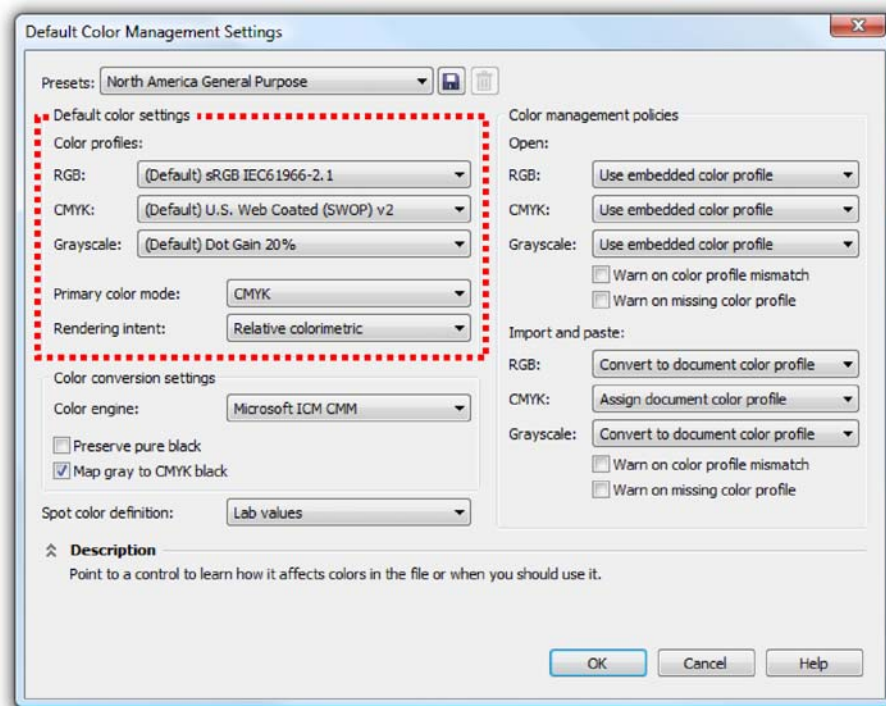 Default Color Management Settings
Presets: North America General Purpose
Default color settings
Color profiles:
RGB: (Default) sRGB IEC61966-2.1
CMYK: (Default) U.S. Web Coated (SWOP) v2
Grayscale: (Default) Dot Gain 20%
Primary color mode: CMYK
Rendering intent: Relative colorimetric
Color conversion settings
Color engine: Microsoft ICM CMM
Preserve pure black
Map gray to CMYK black
Spot color definition: Lab values
Color management policies
Open:
RGB: Use embedded color profile
CMYK: Use embedded color profile
Grayscale: Use embedded color profile
Warn on color profile mismatch
Warn on missing color profile
Import and paste:
RGB: Convert to document color profile
CMYK: Assign document color profile
Grayscale: Convert to document color profile
Warn on color profile mismatch
Warn on missing color profile
Description
Point to a control to learn how it affects colors in the file or when you should use it.
OK Cancel Help